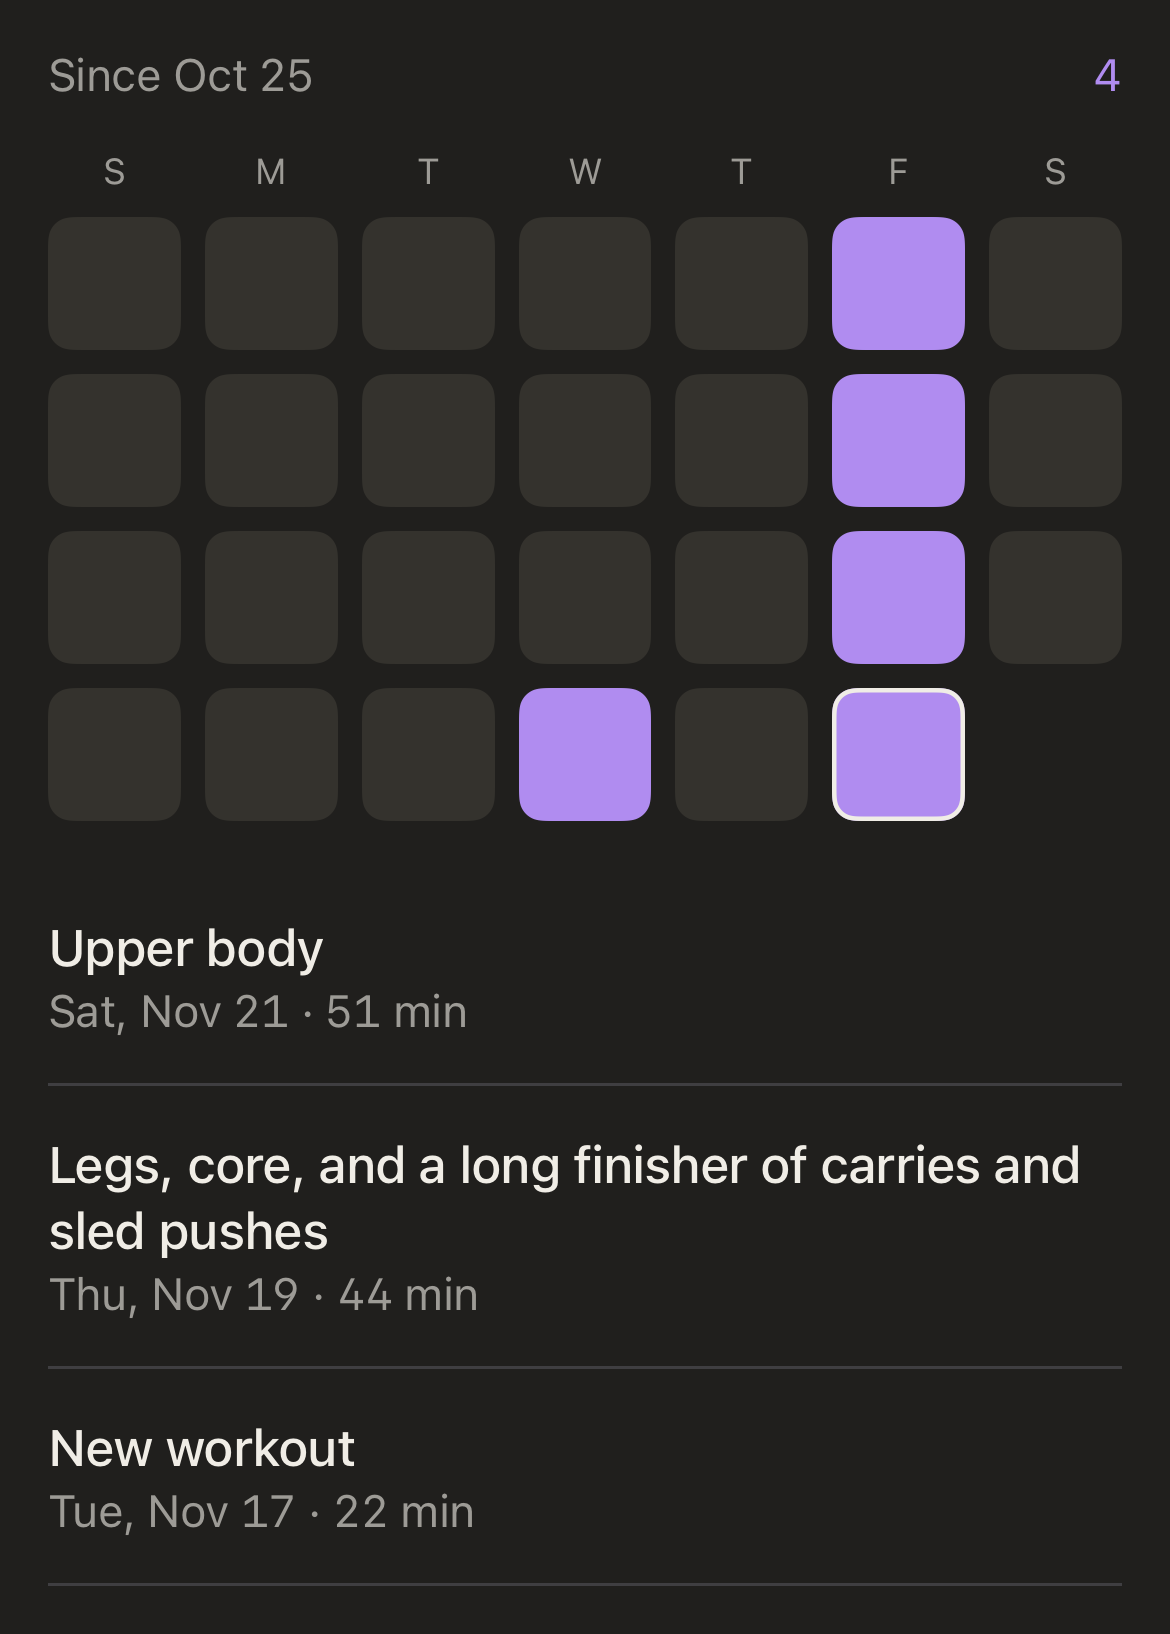 Since Oct 25
4
S M T W T F S
Upper body
Sat, Nov 21 · 51 min
Legs, core, and a long finisher of carries and
sled pushes
Thu, Nov 19 · 44 min
New workout
Tue, Nov 17 · 22 min